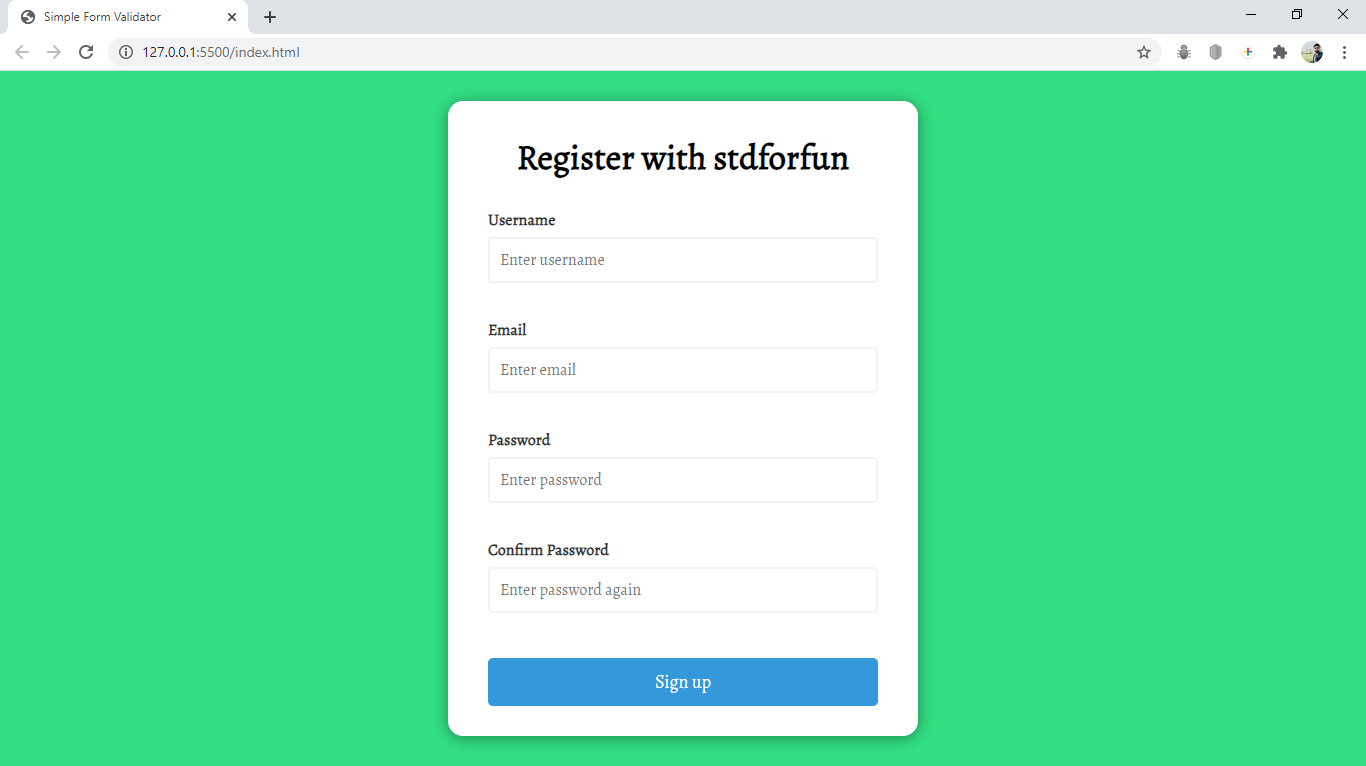 Simple Form Validator
127.0.0.1:5500/index.html
Register with stdforfun
Username
Enter username
Email
Enter email
Password
Enter password
Confirm Password
Enter password again
Sign up